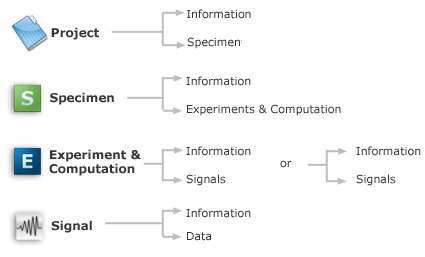 Information
Project
Specimen
Information
S Specimen
Experiments & Computation
Information
Information
E Experiment & Computation
or
Signals
Signals
Information
Signal
Data